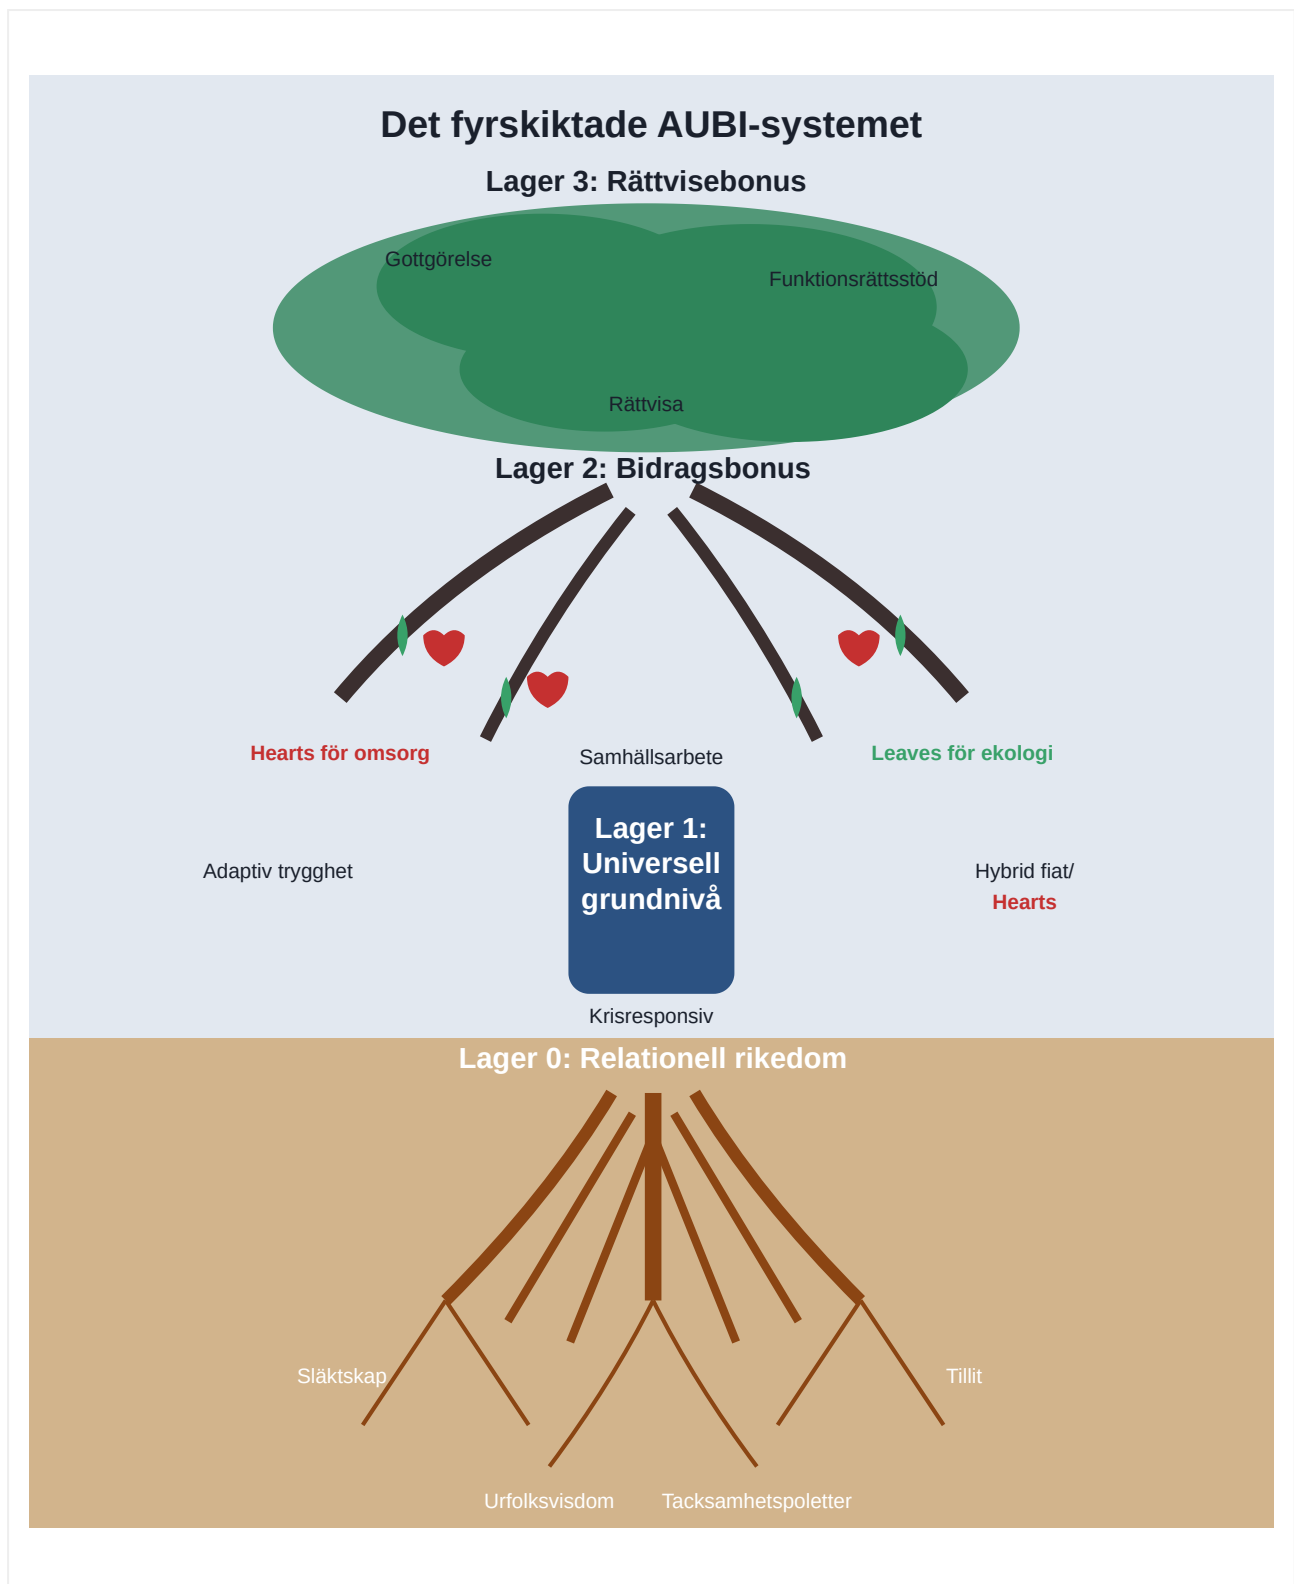 Det fyrskiktade AUBI-systemet
Lager 3: Rättvisebonus
Gottgörelse
Funktionsrättsstöd
Rättvisa
Lager 2: Bidragsbonus
Hearts för omsorg
Samhällsarbete
Leaves för ekologi
Lager 1:
Universell
grundnivå
Adaptiv trygghet
Hybrid fiat/
Hearts
Krisresponsiv
Lager 0: Relationell rikedom
Släktskap
Tillit
Urfolksvisdom
Tacksamhetspoletter